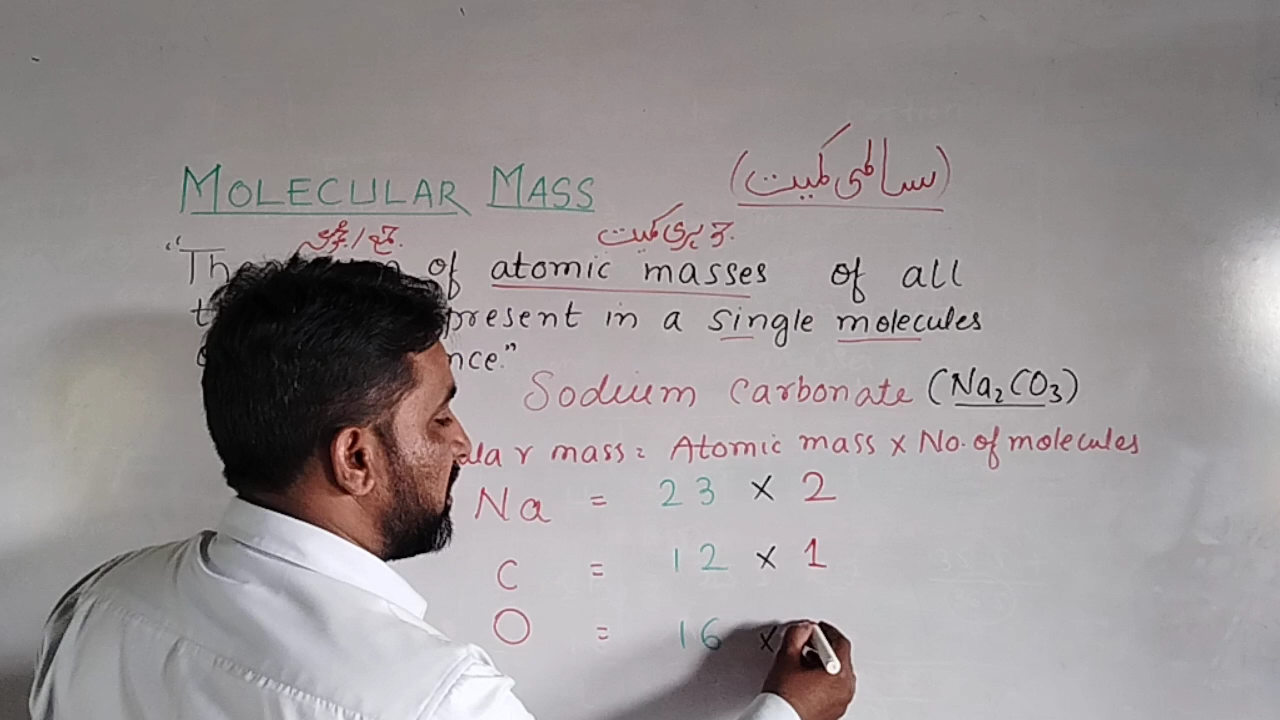 MOLECULAR MASS (سالمی کمیت)
جمع / مجموعہ جوہری کمیت
"The of atomic masses of all
present in a single molecules
nce."
Sodium Carbonate (Na₂CO₃)
lar mass = Atomic mass × No. of molecules
Na = 23 × 2
C = 12 × 1
O = 16 ×